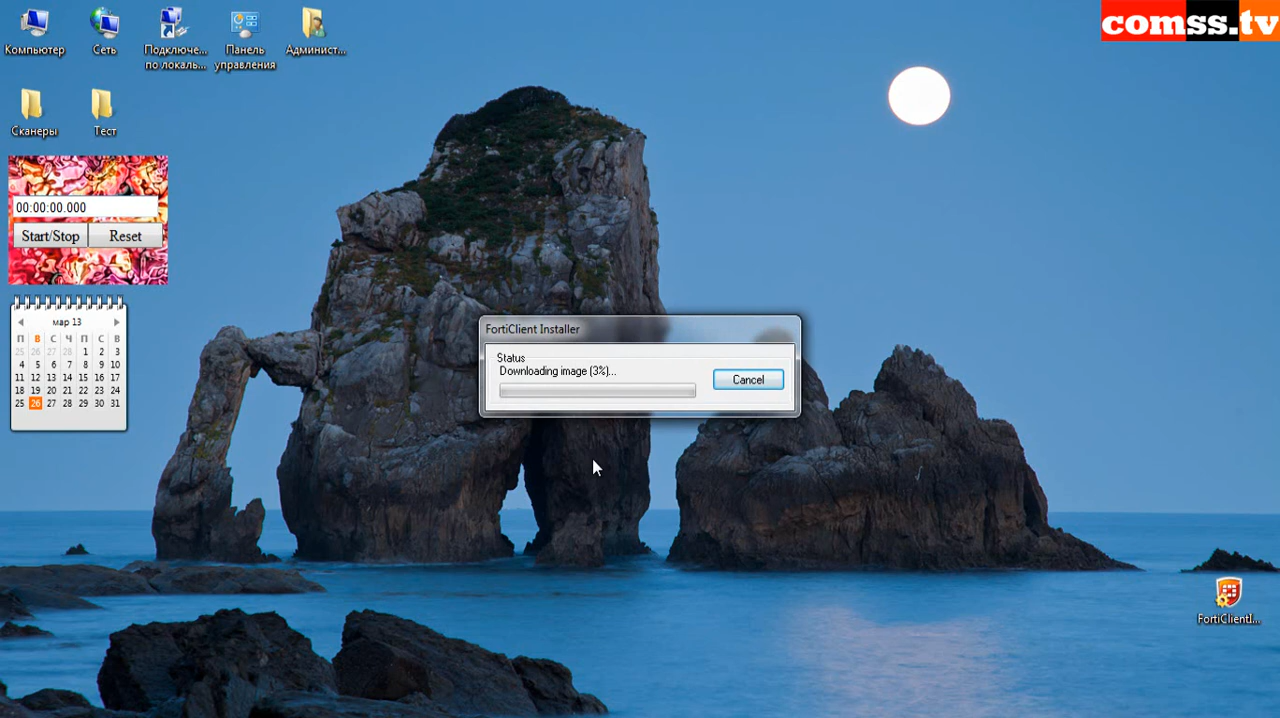 Компьютер
Сеть
Подключе...
по локаль...
Панель
управления
Админист...
comss.tv
Сканеры
Тест
00:00:00.000
Start/Stop
Reset
мар 13
П В С Ч П С В
25 26 27 28 1 2 3
4 5 6 7 8 9 10
11 12 13 14 15 16 17
18 19 20 21 22 23 24
25 26 27 28 29 30 31
FortiClient Installer
Status
Downloading image (3%)...
Cancel
FortiClientI...